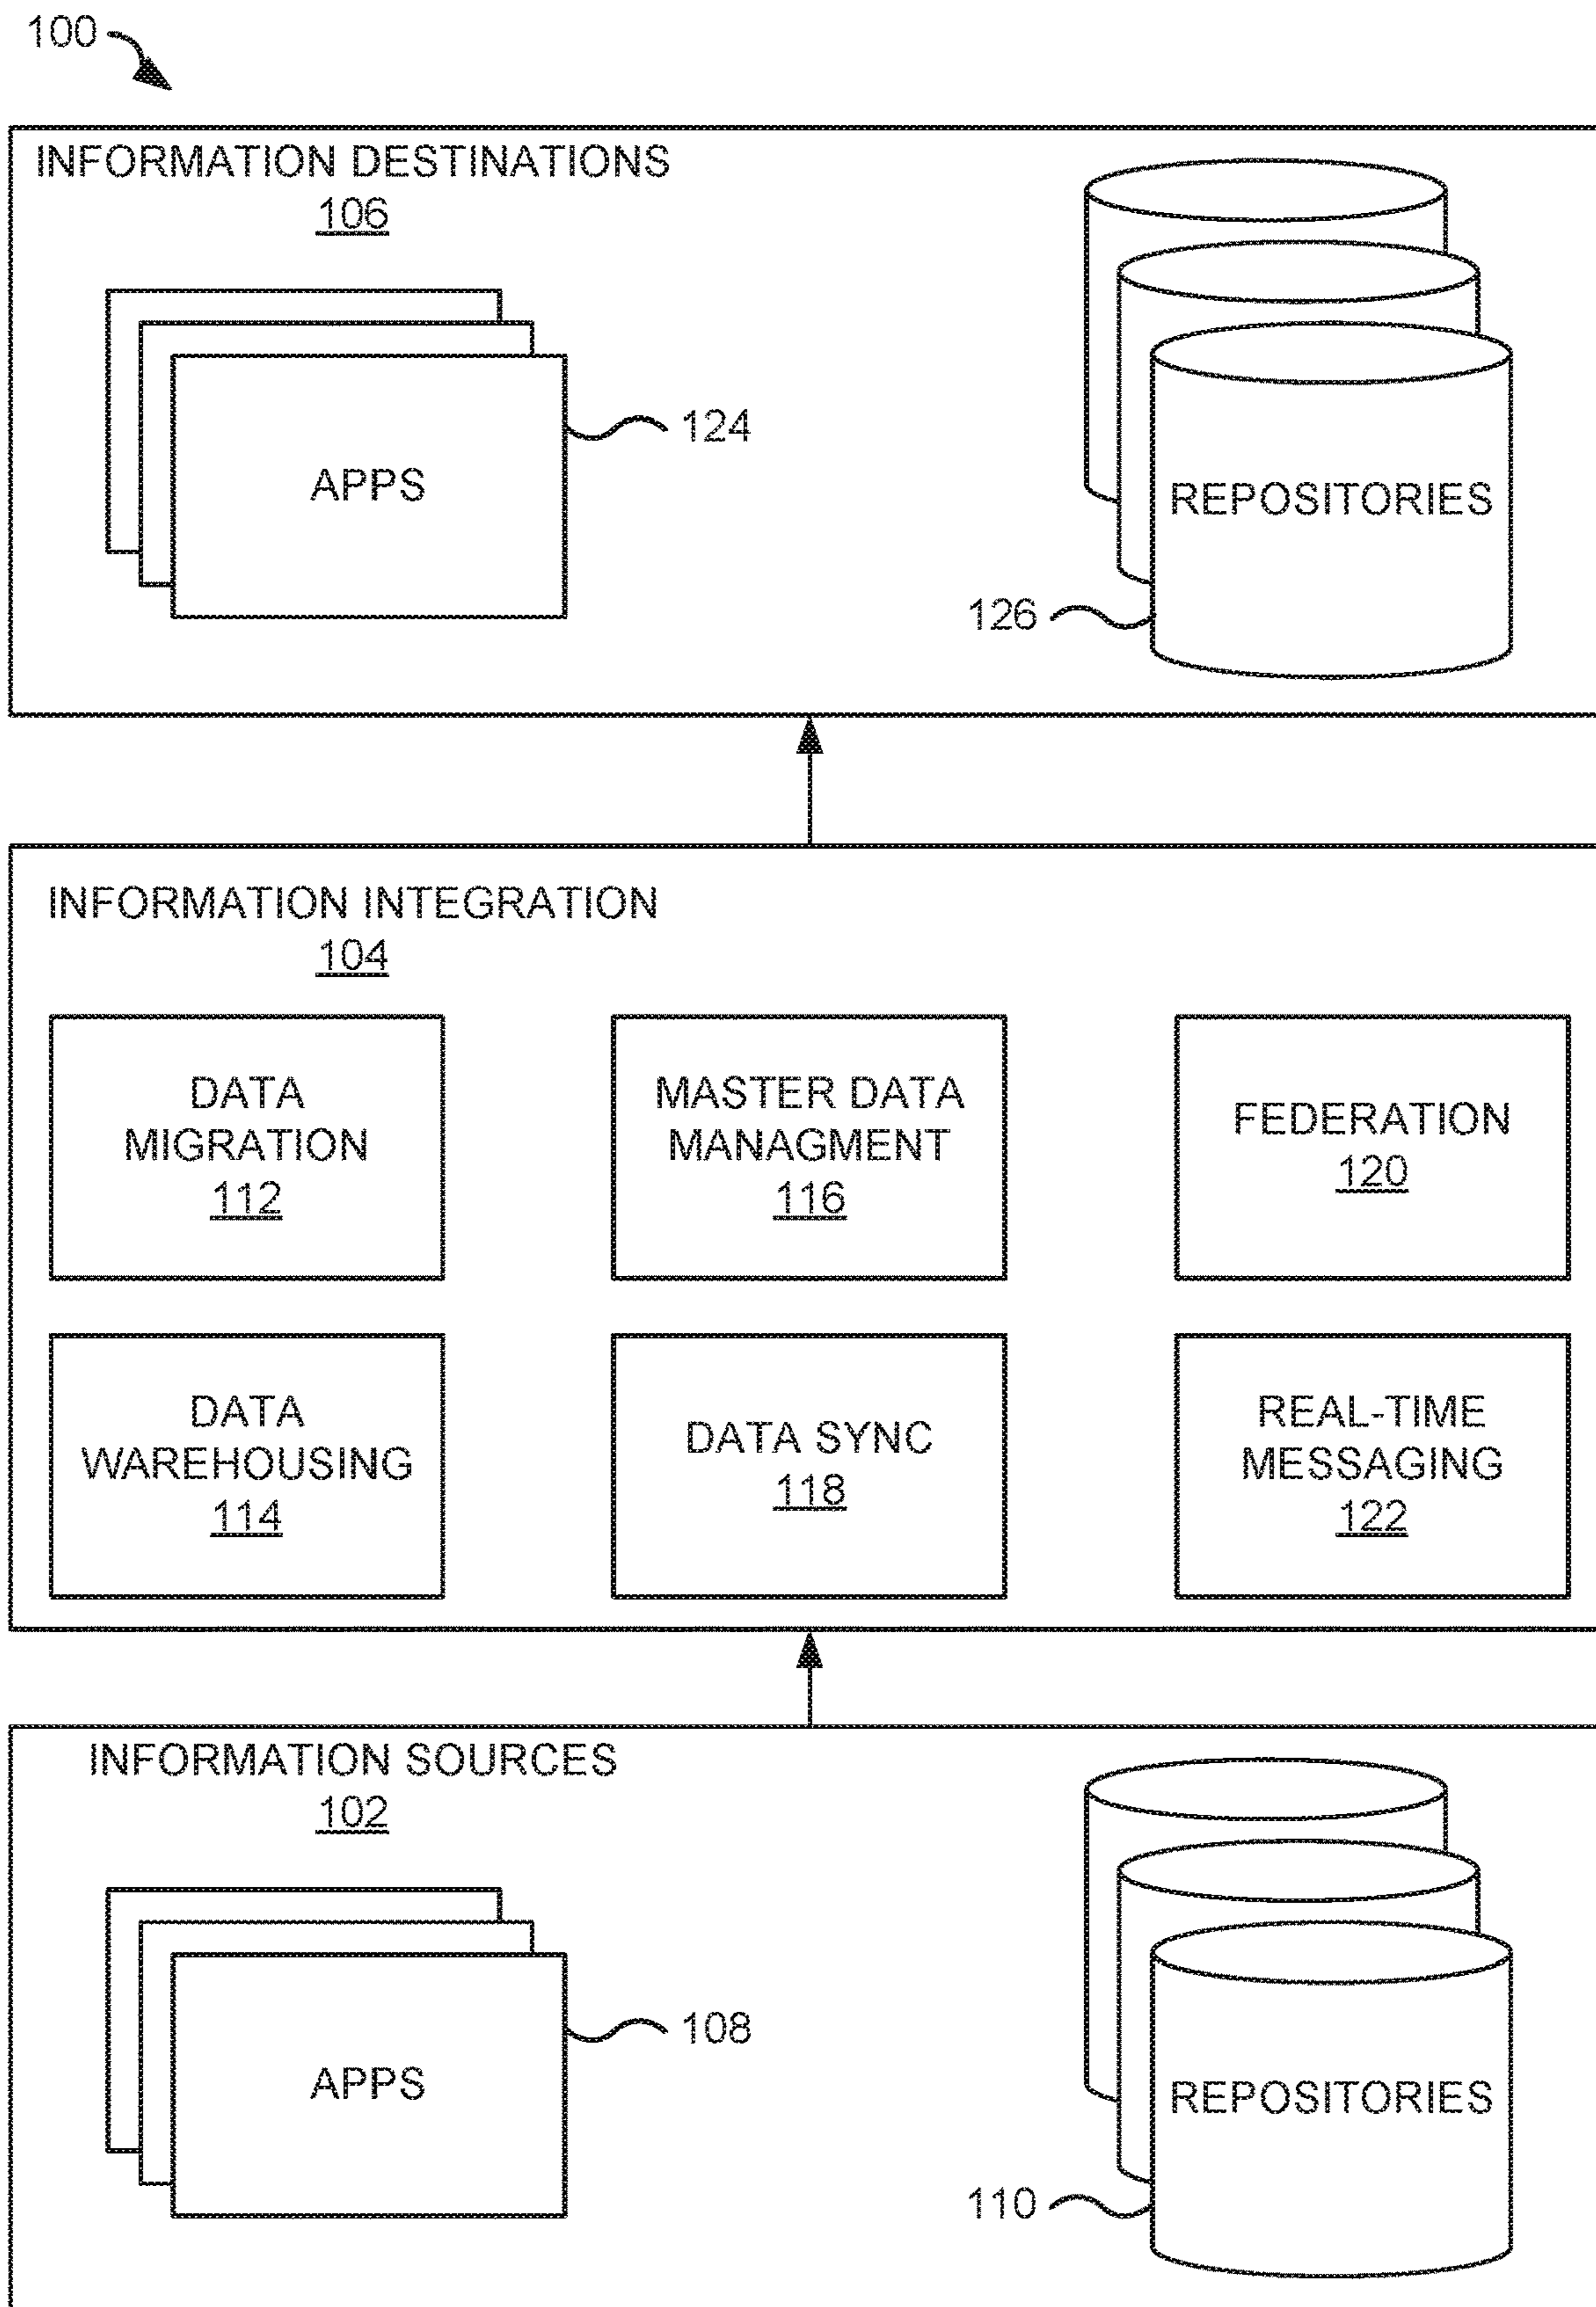 100
INFORMATION DESTINATIONS
106
APPS
124
REPOSITORIES
126
INFORMATION INTEGRATION
104
DATA
MIGRATION
112
MASTER DATA
MANAGMENT
116
FEDERATION
120
DATA
WAREHOUSING
114
DATA SYNC
118
REAL-TIME
MESSAGING
122
INFORMATION SOURCES
102
APPS
108
REPOSITORIES
110